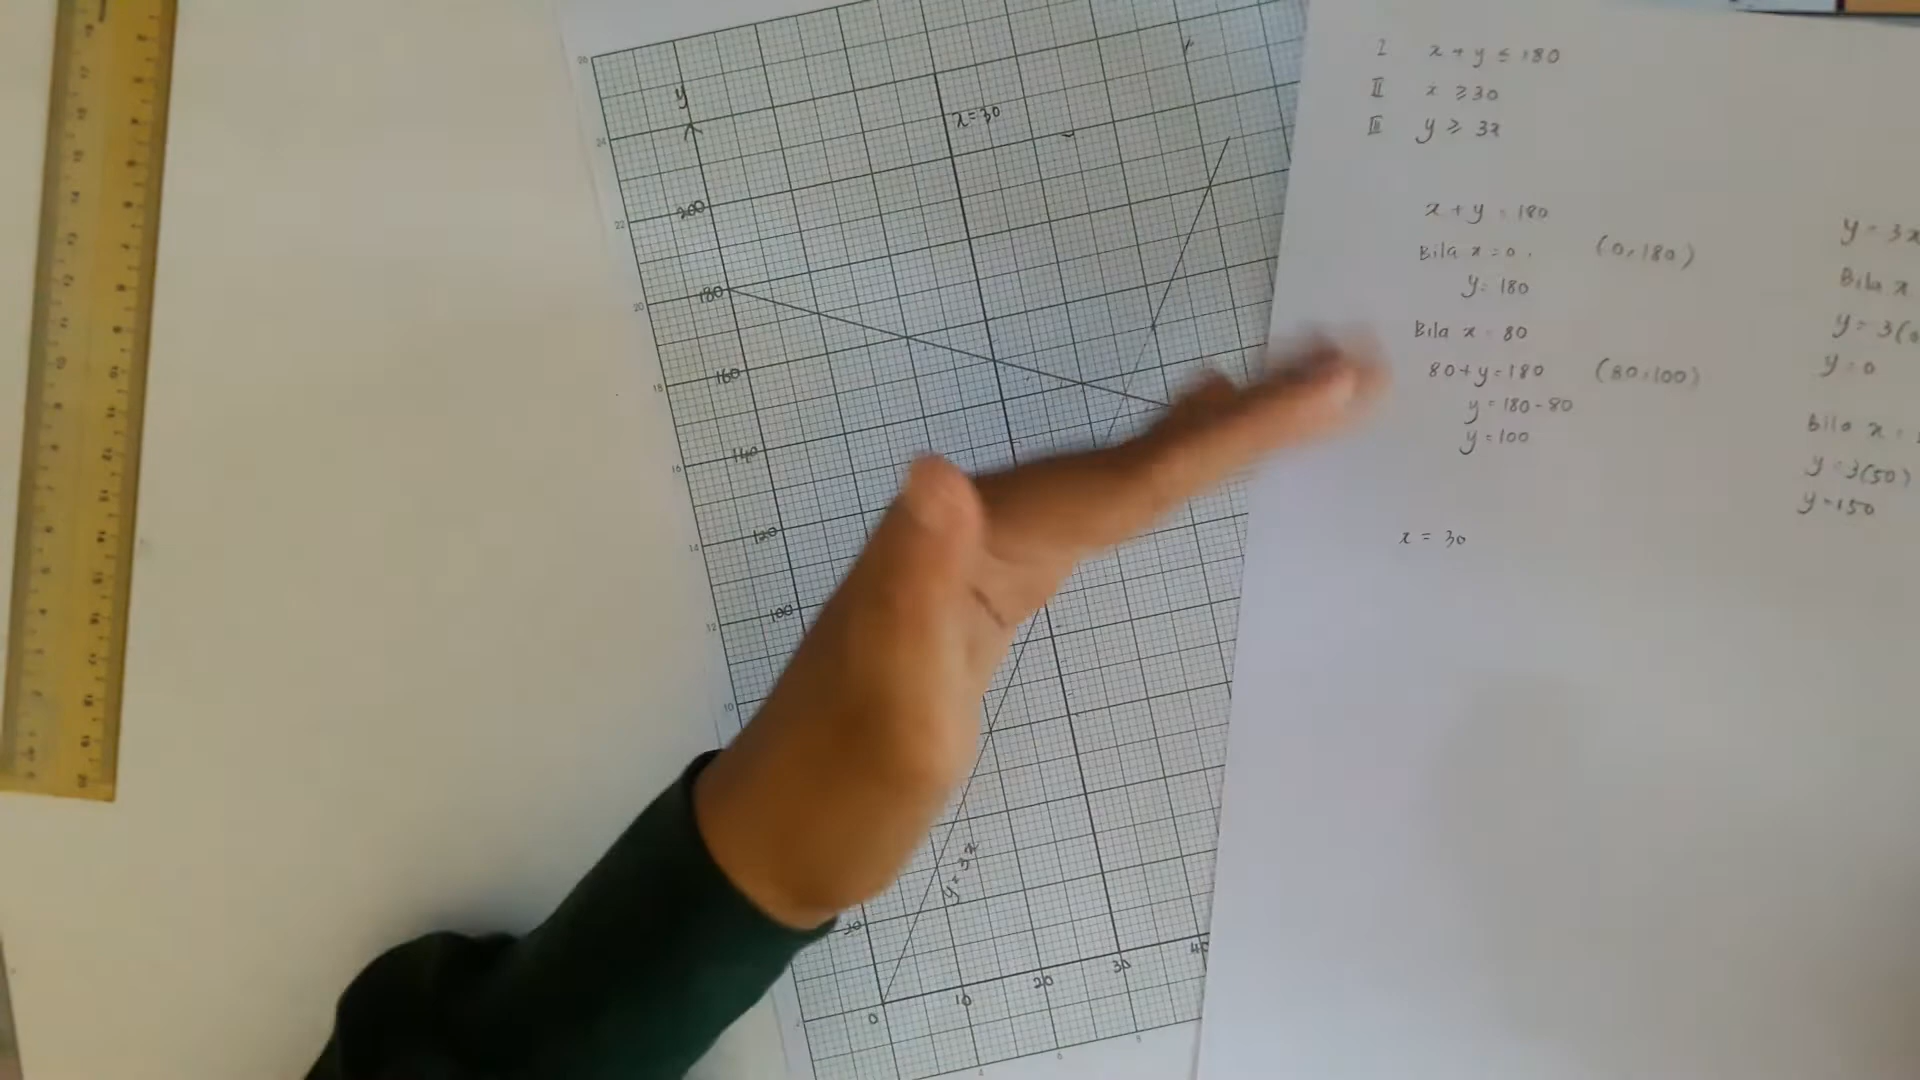 y
x=30
200
180
160
140
120
100
y=3x
0
10
20
30
I x + y ≤ 180
II x ≥ 30
III y ≥ 3x
x + y = 180
Bila x = 0, (0,180)
y = 180
Bila x = 80
80+y=180 (80,100)
y = 180-80
y = 100
x = 30
y = 3x
Bila x
y = 3(0
y = 0
Bila x =
y = 3(50)
y = 150